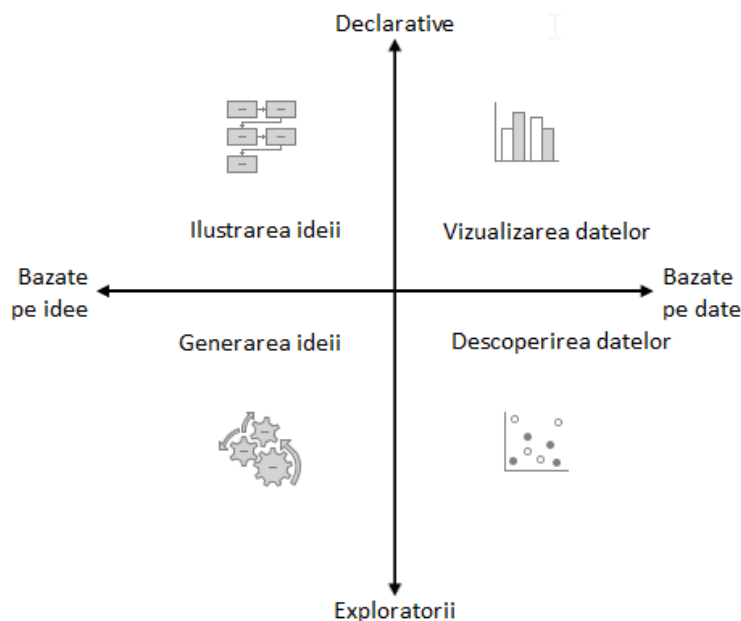 Declarative
Ilustrarea ideii
Vizualizarea datelor
Bazate
pe idee
Bazate
pe date
Generarea ideii
Descoperirea datelor
Exploratorii